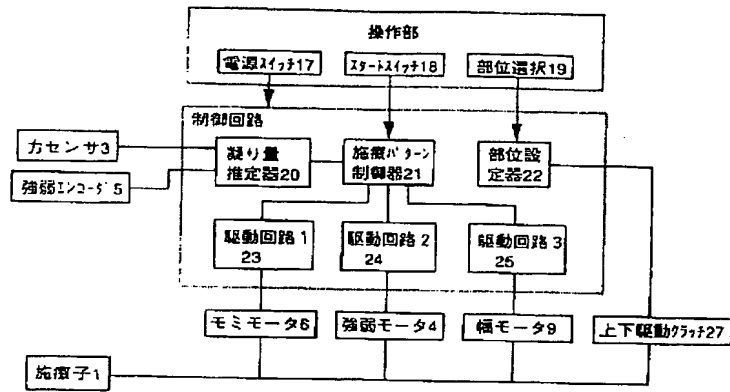 操作部
電源スイッチ17
スタートスイッチ18
部位選択19
制御回路
力センサ3
強弱エンコーダ5
凝り量
推定器20
施療パターン
制御器21
部位設
定器22
駆動回路1
23
駆動回路2
24
駆動回路3
25
モミモータ6
強弱モータ4
幅モータ9
上下駆動クラッチ27
施療子1